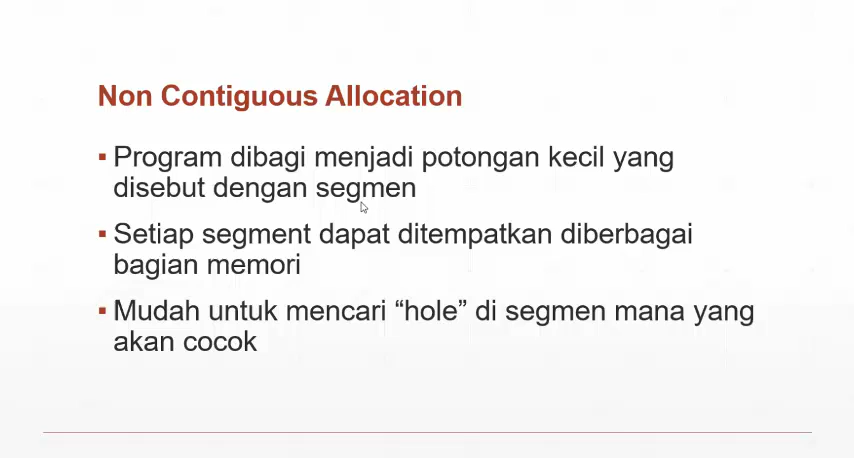 Non Contiguous Allocation
▪ Program dibagi menjadi potongan kecil yang
disebut dengan segmen
▪ Setiap segment dapat ditempatkan diberbagai
bagian memori
▪ Mudah untuk mencari “hole” di segmen mana yang
akan cocok